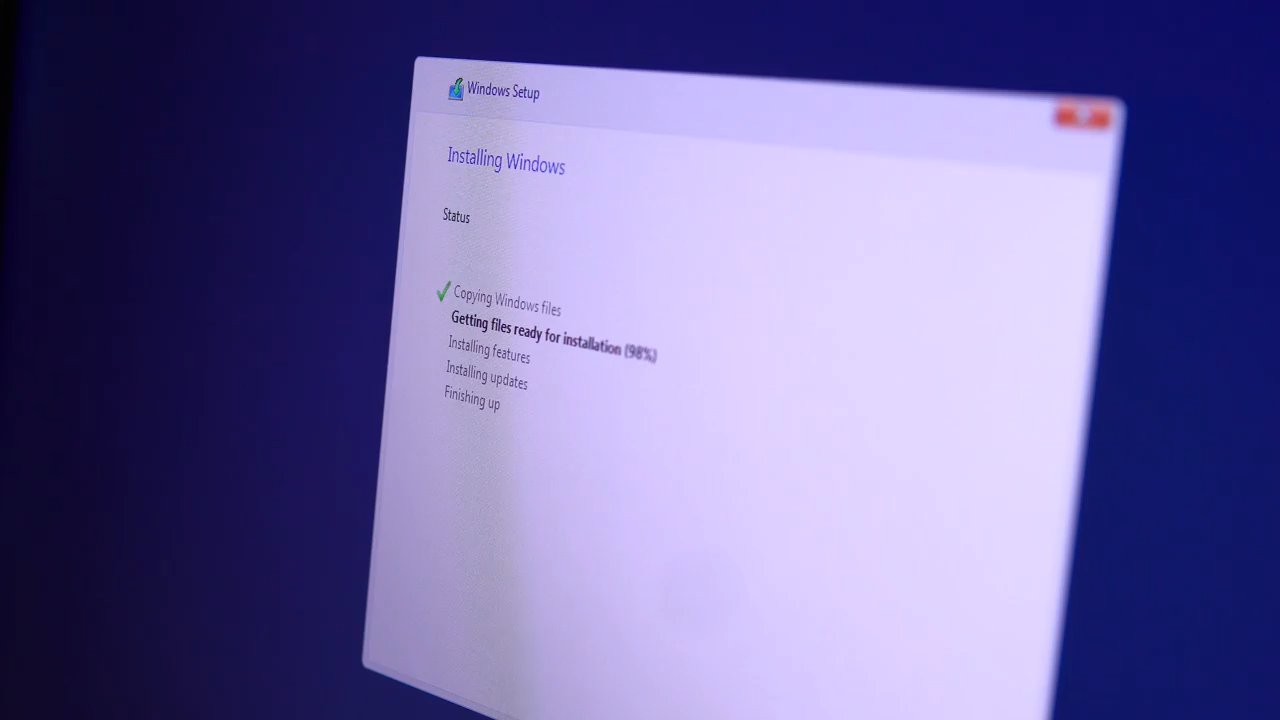 Windows Setup
Installing Windows
Status
Copying Windows files
Getting files ready for installation (98%)
Installing features
Installing updates
Finishing up